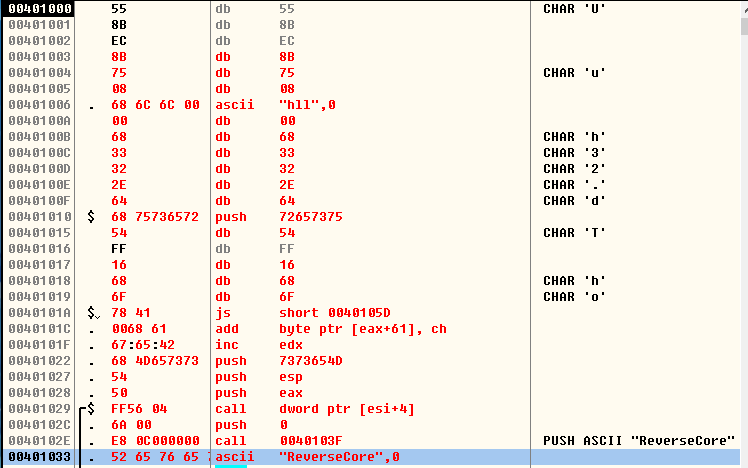 00401000 55 db 55 CHAR 'U'
00401001 8B db 8B
00401002 EC db EC
00401003 8B db 8B
00401004 75 db 75 CHAR 'u'
00401005 08 db 08
00401006 . 68 6C 6C 00 ascii "hll",0
0040100A 00 db 00
0040100B 68 db 68 CHAR 'h'
0040100C 33 db 33 CHAR '3'
0040100D 32 db 32 CHAR '2'
0040100E 2E db 2E CHAR '.'
0040100F 64 db 64 CHAR 'd'
00401010 $ 68 75736572 push 72657375
00401015 54 db 54 CHAR 'T'
00401016 FF db FF
00401017 16 db 16
00401018 68 db 68 CHAR 'h'
00401019 6F db 6F CHAR 'o'
0040101A $ 78 41 js short 0040105D
0040101C . 0068 61 add byte ptr [eax+61], ch
0040101F . 67:65:42 inc edx
00401022 . 68 4D657373 push 7373654D
00401027 . 54 push esp
00401028 . 50 push eax
00401029 $ FF56 04 call dword ptr [esi+4]
0040102C . 6A 00 push 0
0040102E . E8 0C000000 call 0040103F PUSH ASCII "ReverseCore"
00401033 . 52 65 76 65 ascii "ReverseCore",0